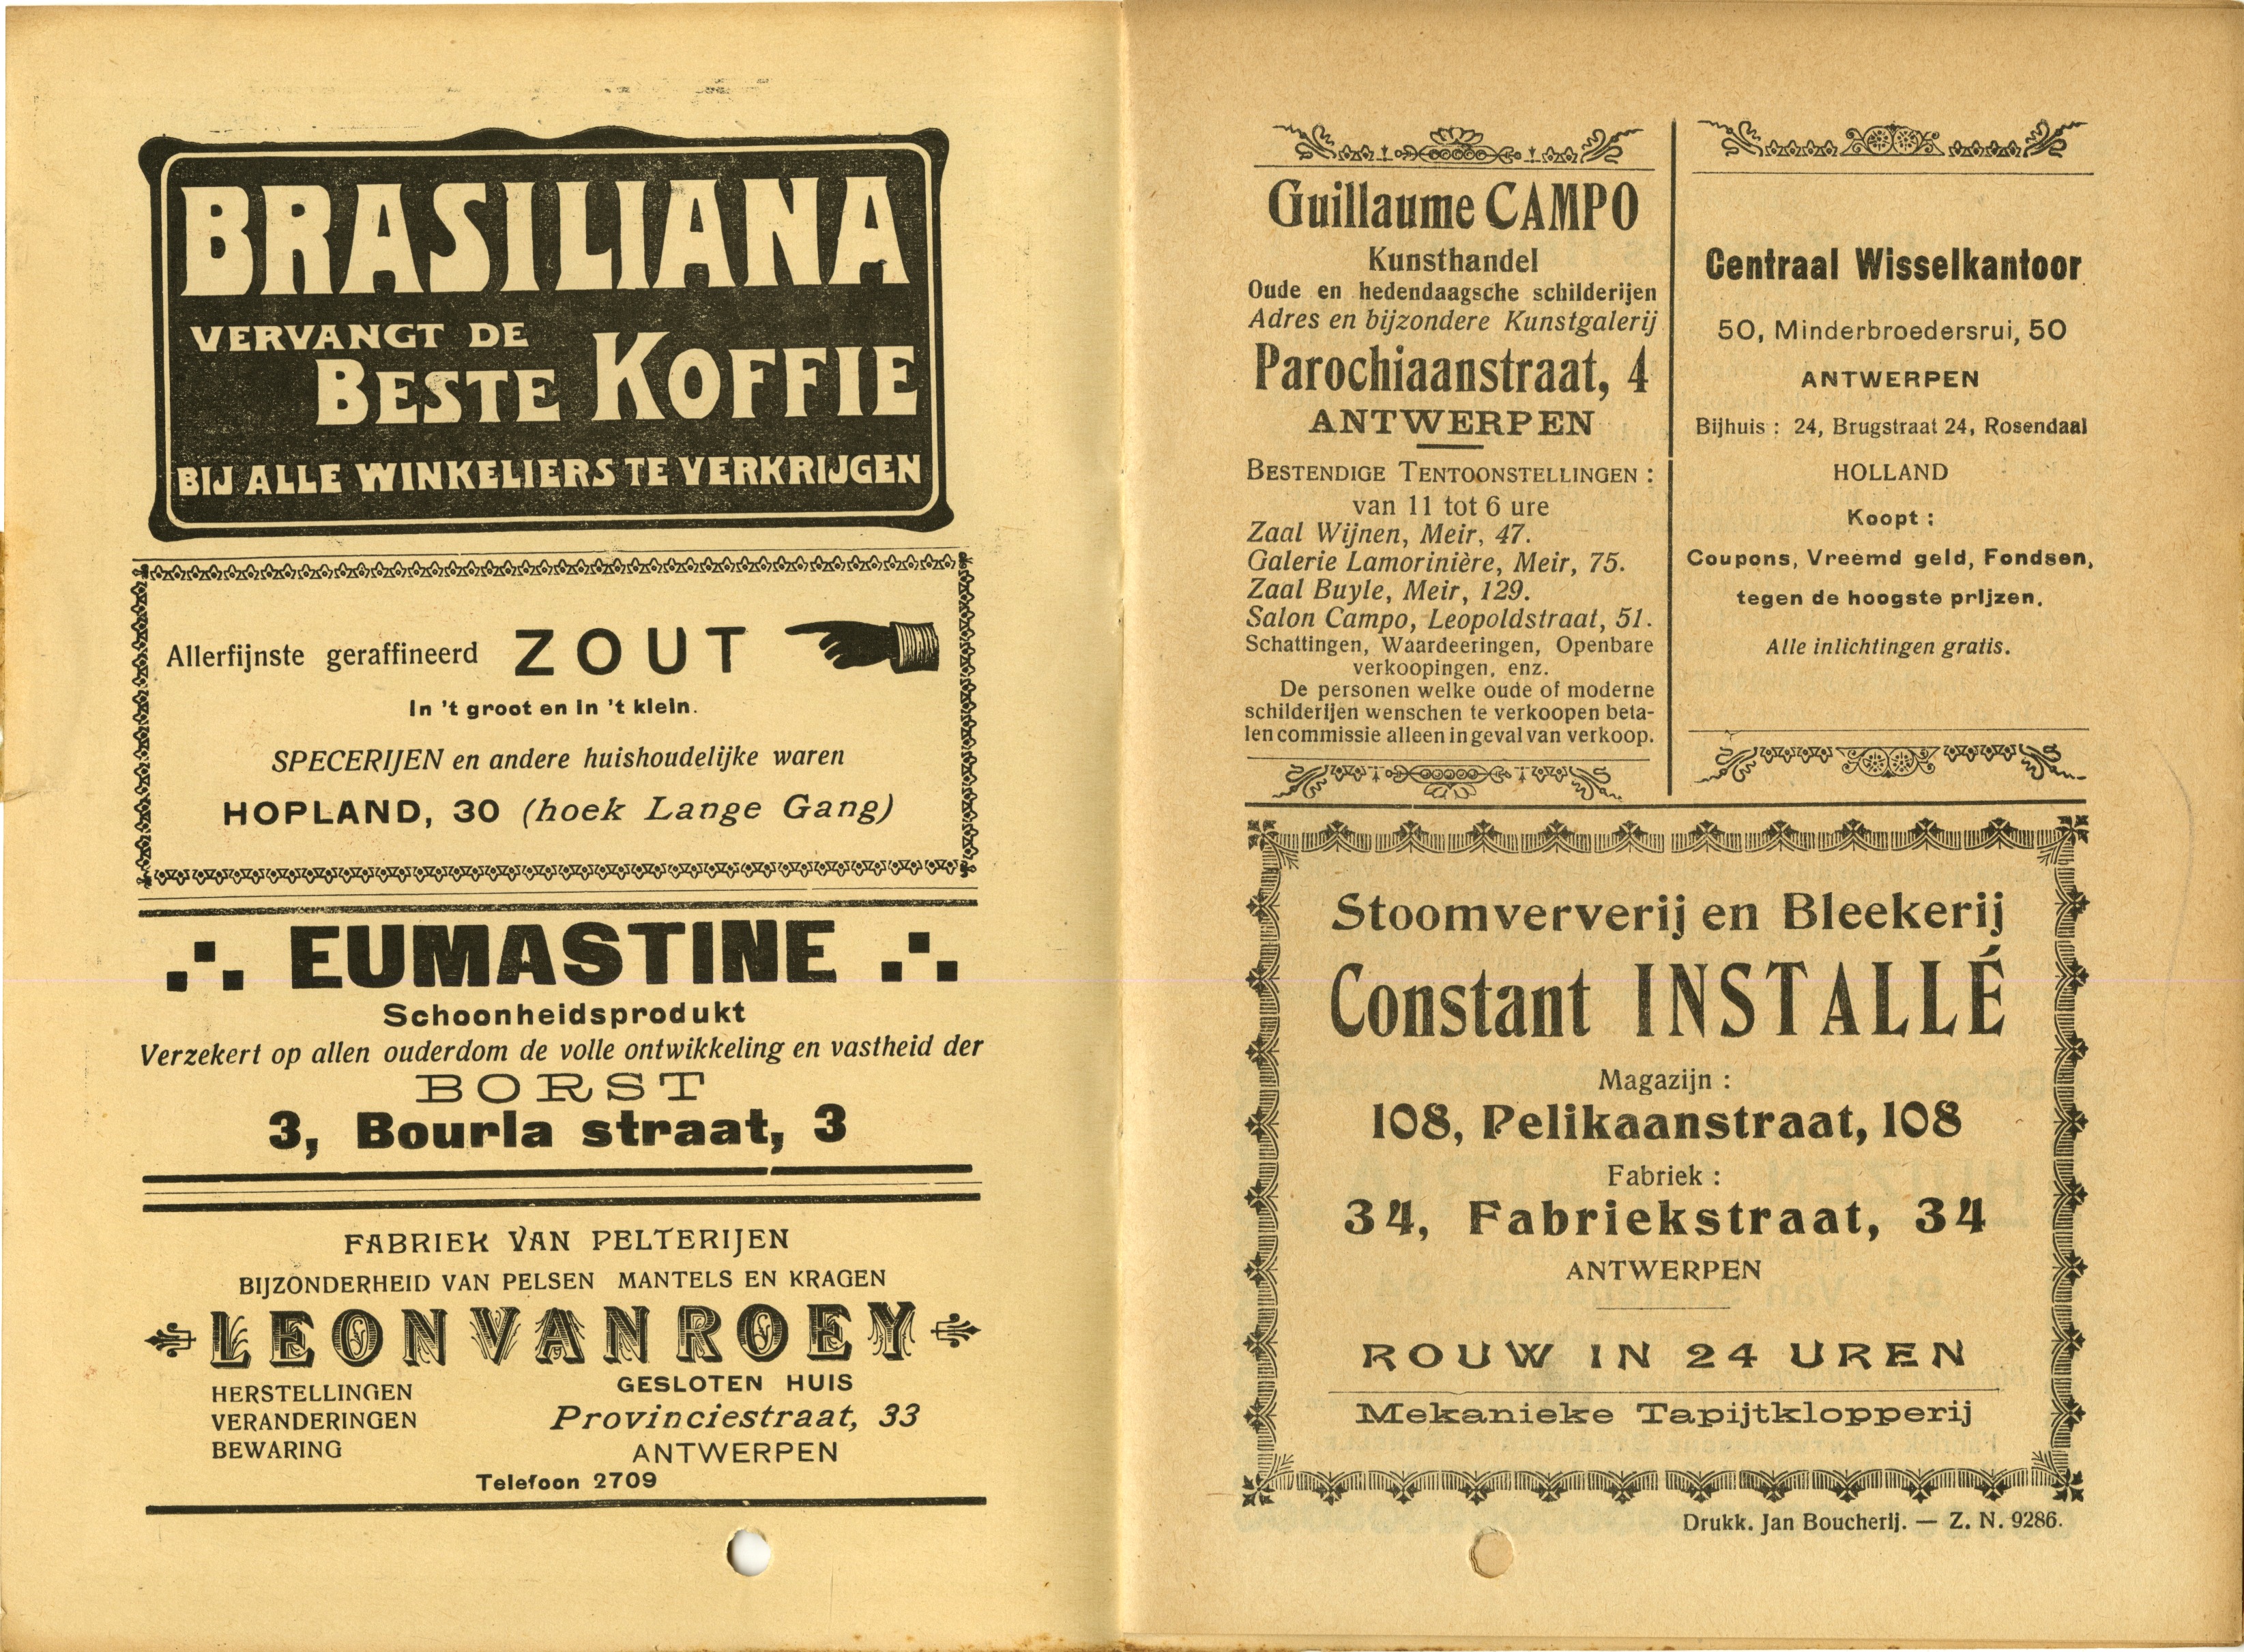 BRASILIANA
VERVANGT DE
BESTE KOFFIE
BIJ ALLE WINKELIERS TE VERKRIJGEN
Allerfijnste geraffineerd ZOUT
In 't groot en in 't klein.
SPECERIJEN en andere huishoudelijke waren
HOPLAND, 30 (hoek Lange Gang)
EUMASTINE
Schoonheidsprodukt
Verzekert op allen ouderdom de volle ontwikkeling en vastheid der
BORST
3, Bourla straat, 3
FABRIEK VAN PELTERIJEN
BIJZONDERHEID VAN PELSEN MANTELS EN KRAGEN
LEON VAN ROEY
HERSTELLINGEN
VERANDERINGEN
BEWARING
GESLOTEN HUIS
Provinciestraat, 33
ANTWERPEN
Telefoon 2709
Guillaume CAMPO
Kunsthandel
Oude en hedendaagsche schilderijen
Adres en bijzondere Kunstgalerij
Parochiaanstraat, 4
ANTWERPEN
BESTENDIGE TENTOONSTELLINGEN :
van 11 tot 6 ure
Zaal Wijnen, Meir, 47.
Galerie Lamorinière, Meir, 75.
Zaal Buyle, Meir, 129.
Salon Campo, Leopoldstraat, 51.
Schattingen, Waardeeringen, Openbare
verkoopingen, enz.
De personen welke oude of moderne
schilderijen wenschen te verkoopen beta-
len commissie alleen in geval van verkoop.
Centraal Wisselkantoor
50, Minderbroedersrui, 50
ANTWERPEN
Bijhuis : 24, Brugstraat 24, Rosendaal
HOLLAND
Koopt :
Coupons, Vreemd geld, Fondsen,
tegen de hoogste prijzen.
Alle inlichtingen gratis.
Stoomververij en Bleekerij
Constant INSTALLÉ
Magazijn :
108, Pelikaanstraat, 108
Fabriek :
34, Fabriekstraat, 34
ANTWERPEN
ROUW IN 24 UREN
Mekanieke Tapijtklopperij
Drukk. Jan Boucherij. — Z. N. 9286.